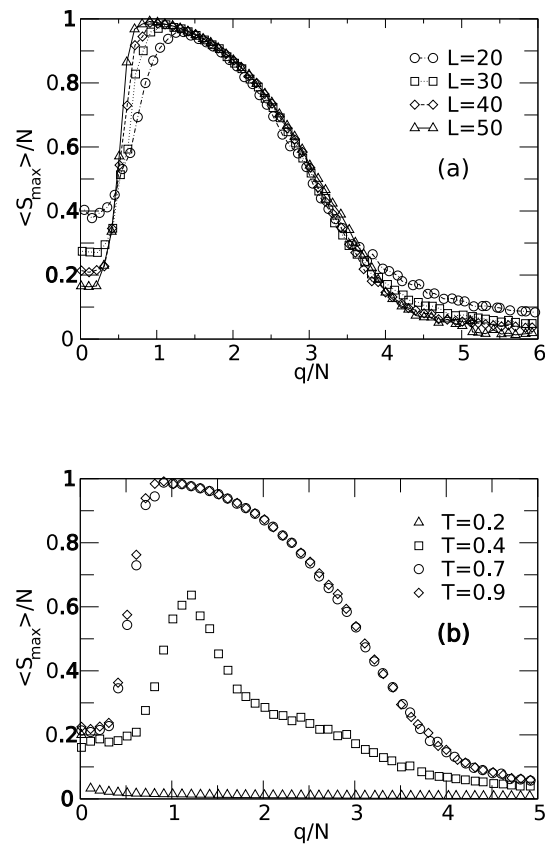 1
0.8
0.6
0.4
0.2
0
<S_max>/N
L=20
L=30
L=40
L=50
(a)
0 1 2 3 4 5 6
q/N
1
0.8
0.6
0.4
0.2
0
<S_max>/N
T=0.2
T=0.4
T=0.7
T=0.9
(b)
0 1 2 3 4 5
q/N